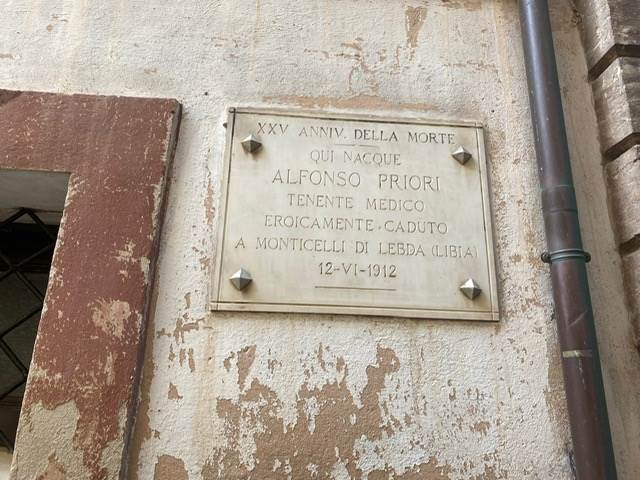 XXV ANNIV. DELLA MORTE
QUI NACQUE
ALFONSO PRIORI
TENENTE MEDICO
EROICAMENTE CADUTO
A MONTICELLI DI LEBDA (LIBIA)
12-VI-1912